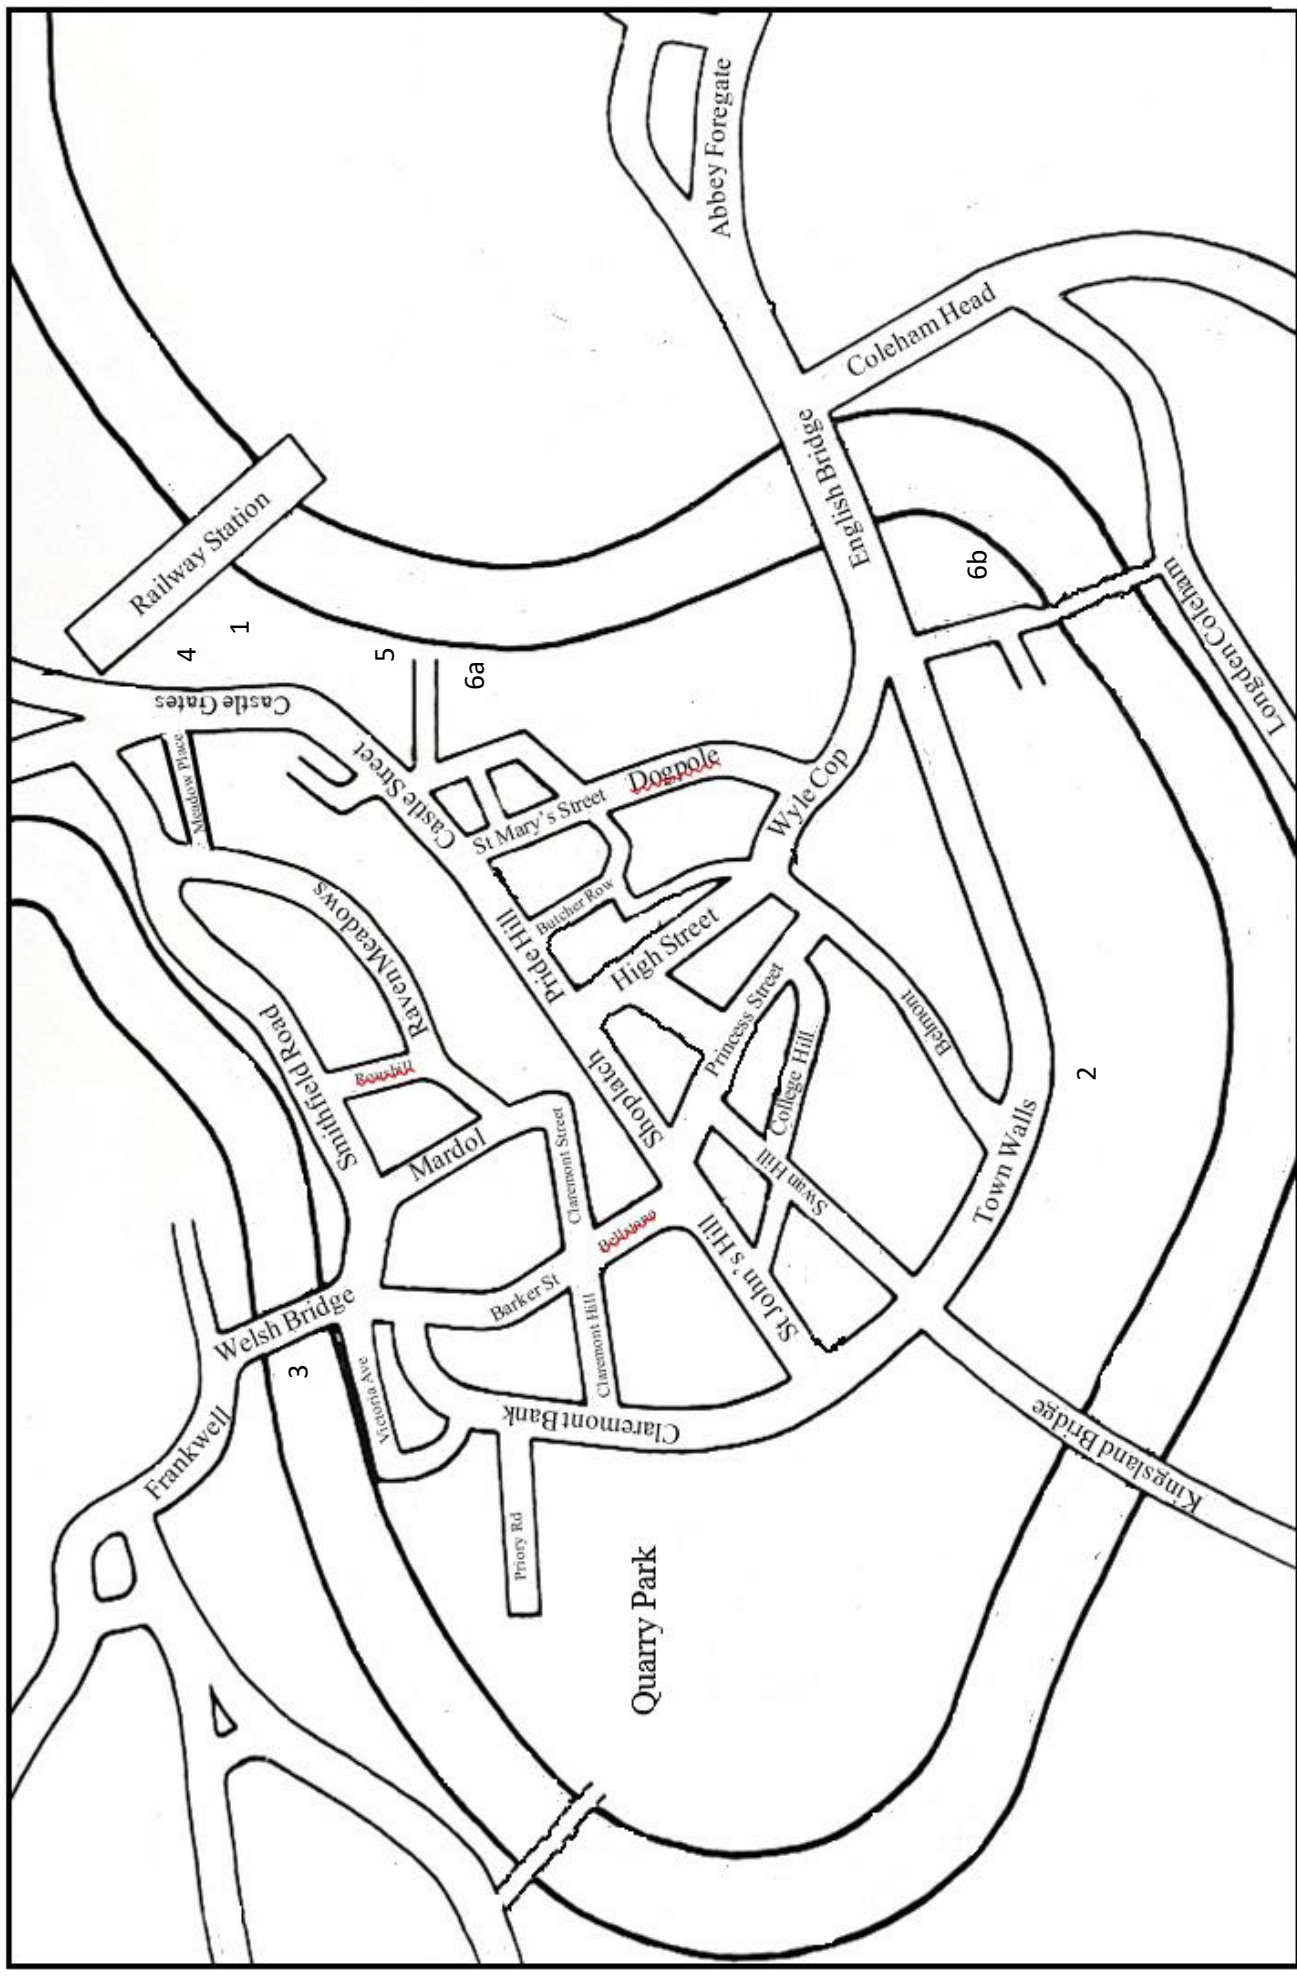 Abbey Foregate
Coleham Head
English Bridge
Railway Station
6b
1
4
5
6a
Longden Coleham
Castle Gates
Meadow Place
Castle Street
Dogpole
St Mary's Street
Wyle Cop
Butcher Row
Raven Meadows
Pride Hill
High Street
Princess Street
Belmont
Smithfield Road
Roushill
Shoplatch
College Hill
2
Mardol
Claremont Street
Swan Hill
Town Walls
Bellstone
St John's Hill
Barker St
Welsh Bridge
Claremont Hill
3
Victoria Ave
Claremont Bank
Kingsland Bridge
Frankwell
Priory Rd
Quarry Park